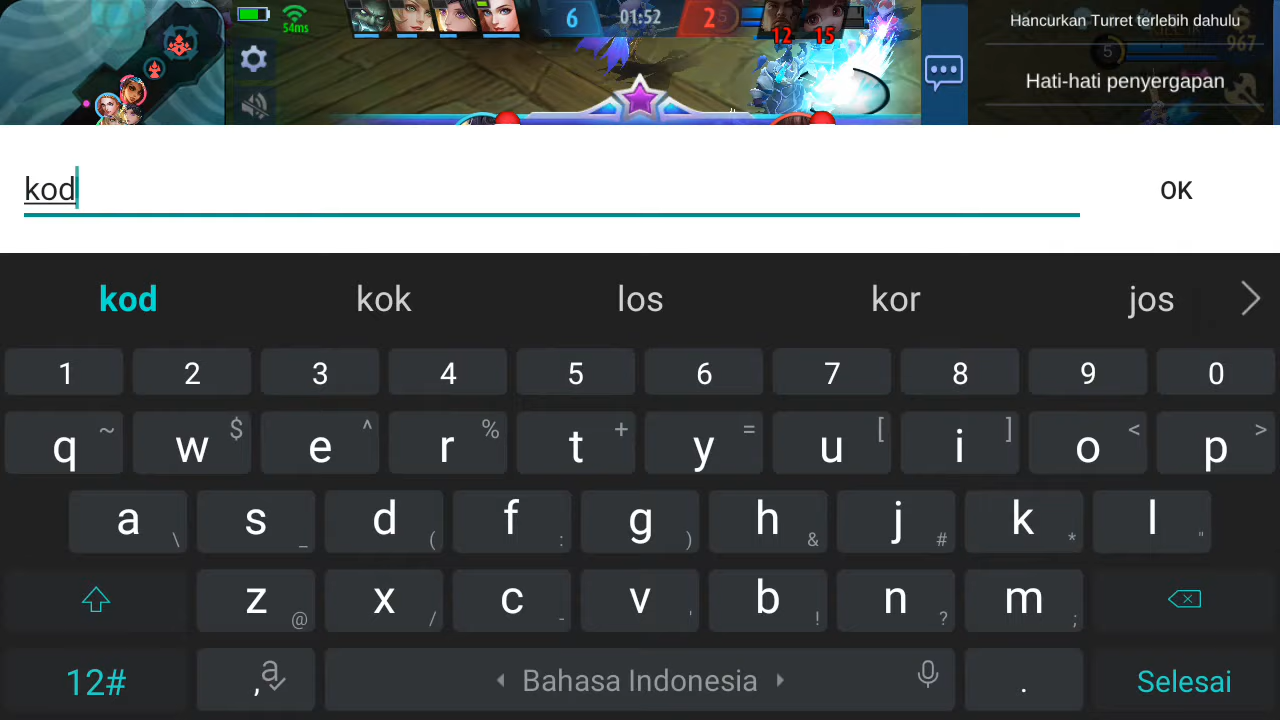 54ms
6 01:52 2
12 15
Hancurkan Turret terlebih dahulu
5 967
Hati-hati penyergapan
kod OK
kod kok los kor jos
1 2 3 4 5 6 7 8 9 0
q ~ w $ e ^ r % t + y = u [ i ] o < p >
a \ s _ d ( f : g ) h & j # k * l "
z @ x / c - v ' b ! n ? m ;
12# , a Bahasa Indonesia . Selesai